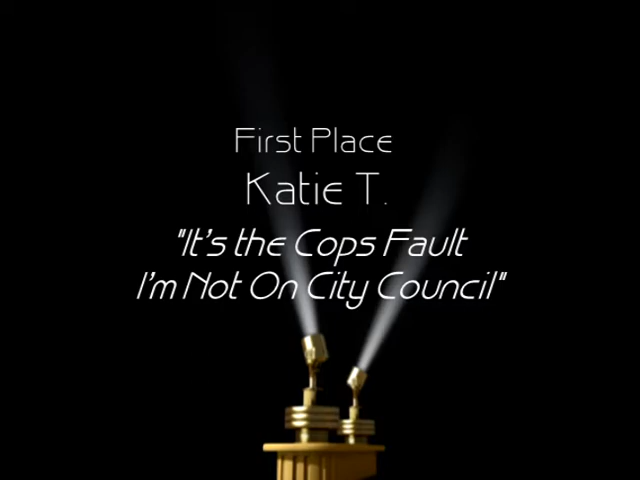 First Place
Katie T.
"It's the Cops Fault
I'm Not On City Council"